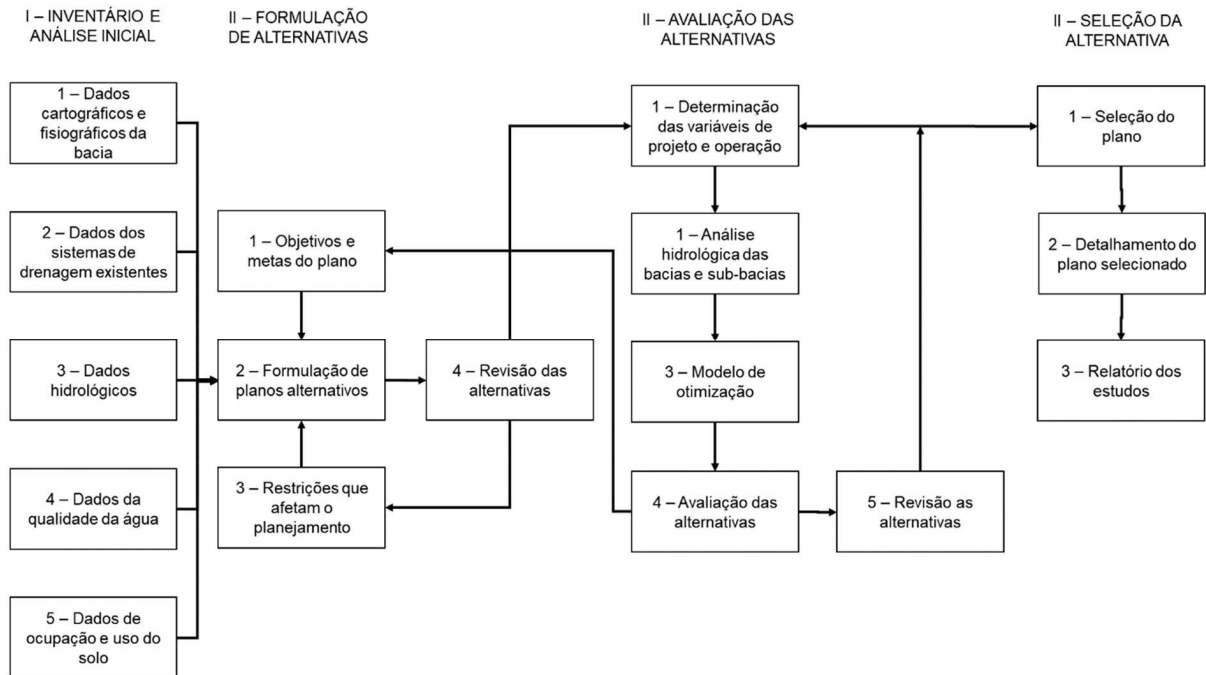 I – INVENTÁRIO E
ANÁLISE INICIAL
1 – Dados
cartográficos e
fisiográficos da
bacia
2 – Dados dos
sistemas de
drenagem existentes
3 – Dados
hidrológicos
4 – Dados da
qualidade da água
5 – Dados de
ocupação e uso do
solo
II – FORMULAÇÃO
DE ALTERNATIVAS
1 – Objetivos e
metas do plano
2 – Formulação de
planos alternativos
3 – Restrições que
afetam o
planejamento
4 – Revisão das
alternativas
II – AVALIAÇÃO DAS
ALTERNATIVAS
1 – Determinação
das variáveis de
projeto e operação
1 – Análise
hidrológica das
bacias e sub-bacias
3 – Modelo de
otimização
4 – Avaliação das
alternativas
5 – Revisão as
alternativas
II – SELEÇÃO DA
ALTERNATIVA
1 – Seleção do
plano
2 – Detalhamento do
plano selecionado
3 – Relatório dos
estudos